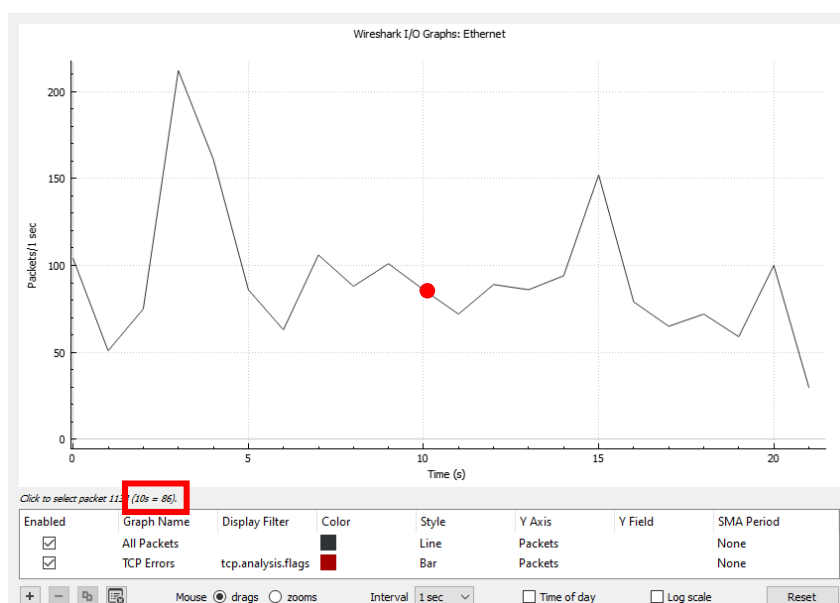 Wireshark I/O Graphs: Ethernet
200
150
100
50
0
Packets/1 sec
0 5 10 15 20
Time (s)
Click to select packet (10s = 86).
Enabled Graph Name Display Filter Color Style Y Axis Y Field SMA Period
All Packets Line Packets None
TCP Errors tcp.analysis.flags Bar Packets None
+ − Mouse drags zooms Interval 1 sec Time of day Log scale Reset